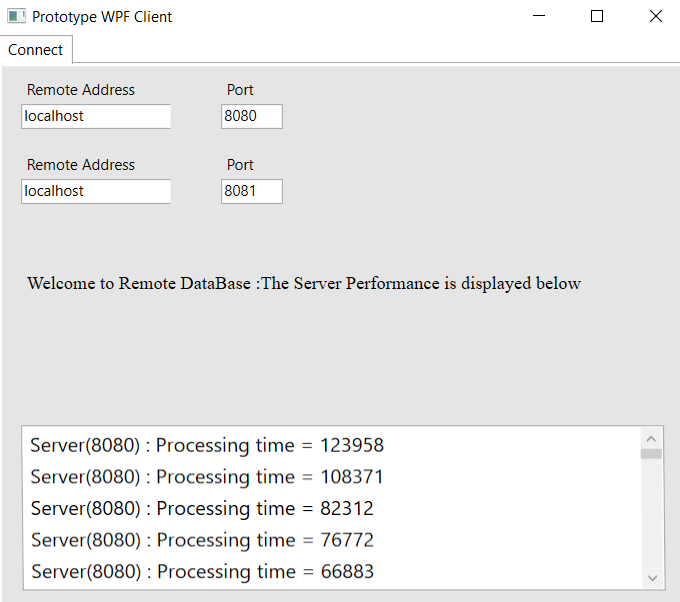 Prototype WPF Client
Connect
Remote Address Port
localhost 8080
Remote Address Port
localhost 8081
Welcome to Remote DataBase :The Server Performance is displayed below
Server(8080) : Processing time = 123958
Server(8080) : Processing time = 108371
Server(8080) : Processing time = 82312
Server(8080) : Processing time = 76772
Server(8080) : Processing time = 66883